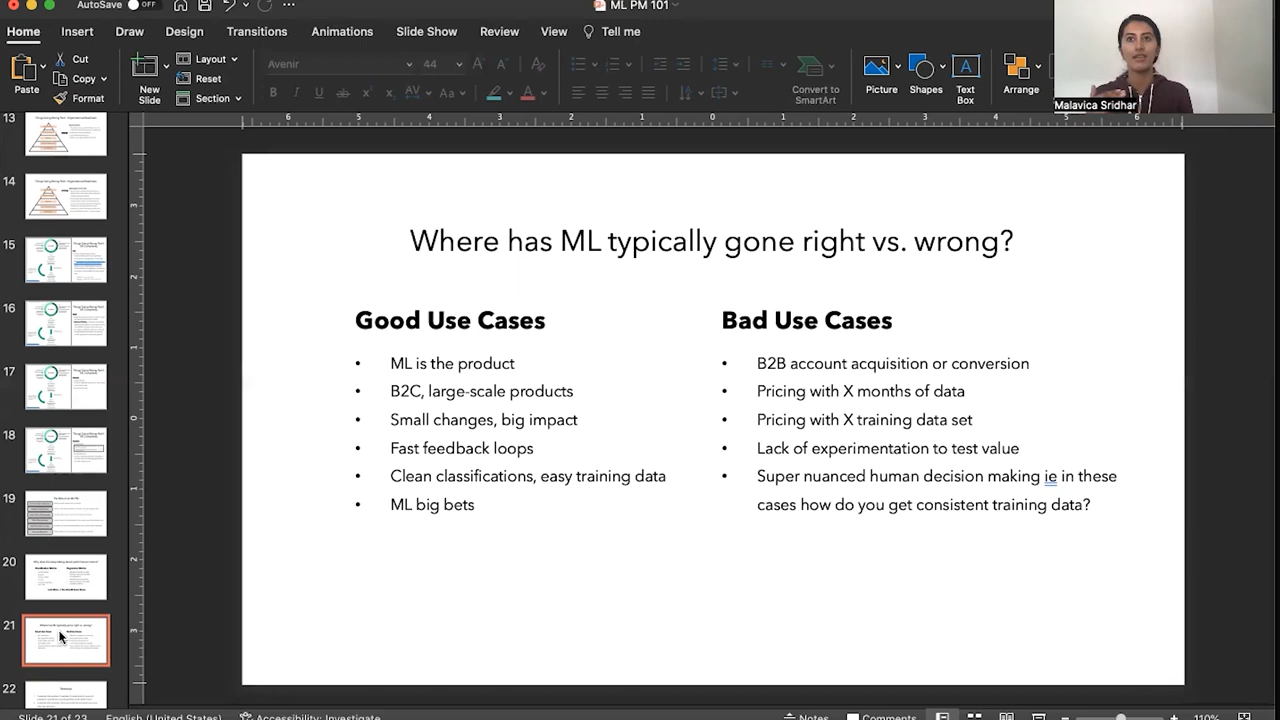 AutoSave OFF
ML PM 101
Home Insert Draw Design Transitions Animations Slide Review View Tell me
Paste
Cut
Copy
Format
New
Slide
Layout
Reset
Section
Avenir
Convert to
SmartArt
Picture
Shapes
Text
Box
Arrange
Malavica Sridhar
Where has ML typically gone right vs. wrong?
Good Use Cases
• ML is the product
• B2C, large-scale products
• Small changes, big impact
Fast feedback loops
• Clean classifications, easy training data
• ML big bets
Bad Use Cases
• B2B account acquisition or conversion
• Pricing with X months of data
• Pricing with X training data set
• Lack of experimentation to test value
• Super nuanced human decision making ie in these
cases how do you get consistent training data?
13
14
15
16
17
19
20
21
22
Slide 21 of 23 English (United States) Accessibility: Investigate
Notes Comments 110%